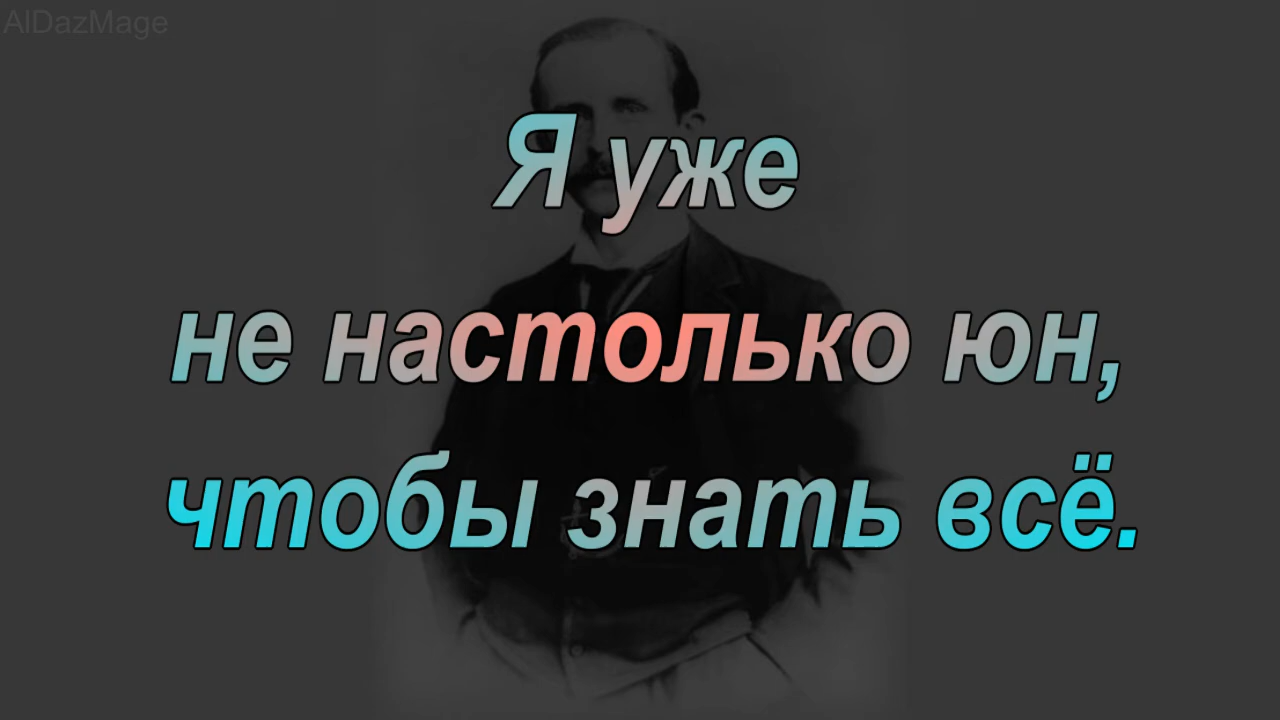 AlDazMage
Я уже
не настолько юн,
чтобы знать всё.